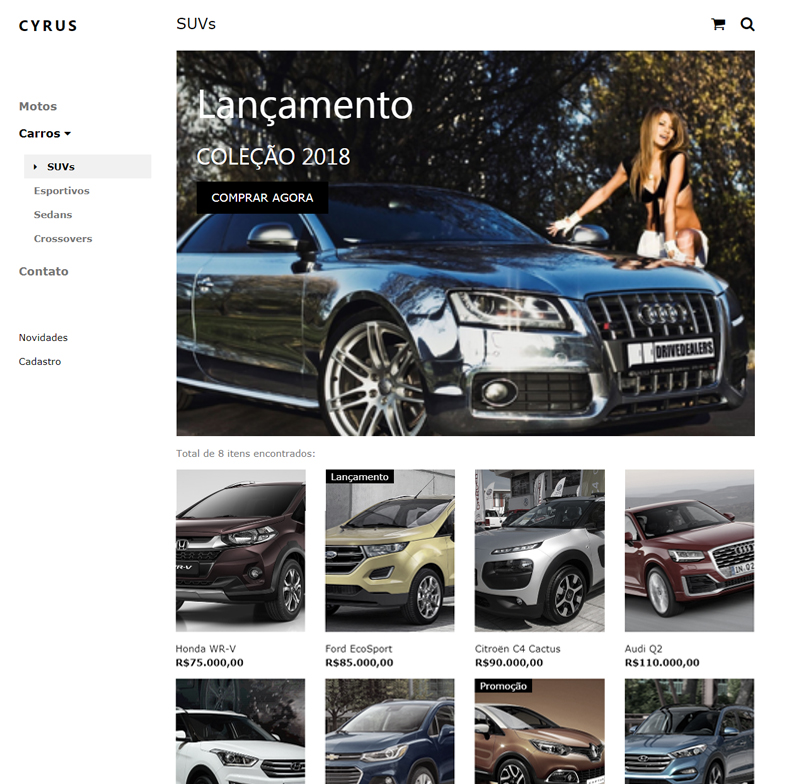 CYRUS
SUVs
Motos
Carros
SUVs
Esportivos
Sedans
Crossovers
Contato
Novidades
Cadastro
Lançamento
COLEÇÃO 2018
COMPRAR AGORA
DRIVEDEALERS
Total de 8 itens encontrados:
Lançamento
Honda WR-V
R$75.000,00
Ford EcoSport
R$85.000,00
Citroën C4 Cactus
R$90.000,00
Audi Q2
R$110.000,00
Promoção